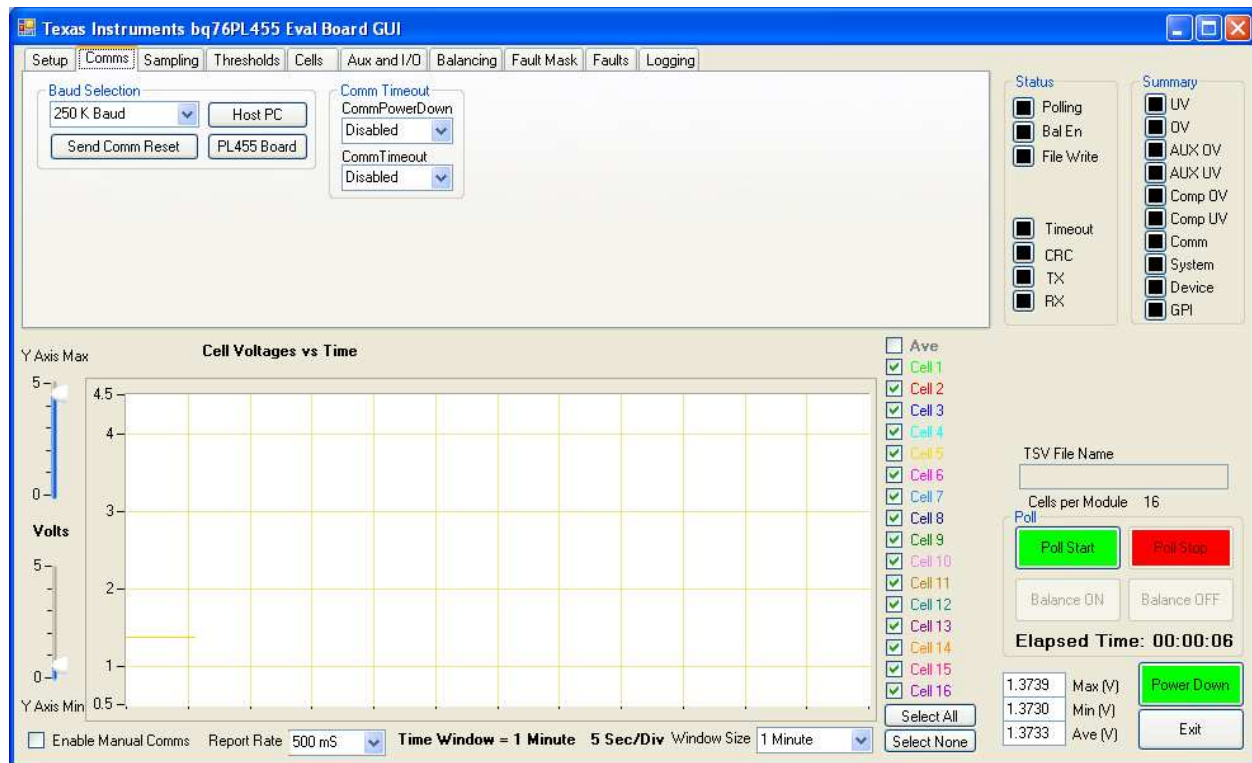 Texas Instruments bq76PL455 Eval Board GUI
Setup Comms Sampling Thresholds Cells Aux and I/O Balancing Fault Mask Faults Logging
Baud Selection
250 K Baud Host PC
Send Comm Reset PL455 Board
Comm Timeout
CommPowerDown
Disabled
CommTimeout
Disabled
Status
Polling
Bal En
File Write
Timeout
CRC
TX
RX
Summary
UV
OV
AUX OV
AUX UV
Comp OV
Comp UV
Comm
System
Device
GPI
Y Axis Max
5
0
Volts
5
0
Y Axis Min
Cell Voltages vs Time
4.5
4
3
2
1
0.5
Ave
Cell 1
Cell 2
Cell 3
Cell 4
Cell 5
Cell 6
Cell 7
Cell 8
Cell 9
Cell 10
Cell 11
Cell 12
Cell 13
Cell 14
Cell 15
Cell 16
Select All
Select None
TSV File Name
Cells per Module 16
Poll
Poll Start Poll Stop
Balance ON Balance OFF
Elapsed Time: 00:00:06
1.3739 Max (V)
1.3730 Min (V)
1.3733 Ave (V)
Power Down
Exit
Enable Manual Comms Report Rate 500 mS Time Window = 1 Minute 5 Sec/Div Window Size 1 Minute